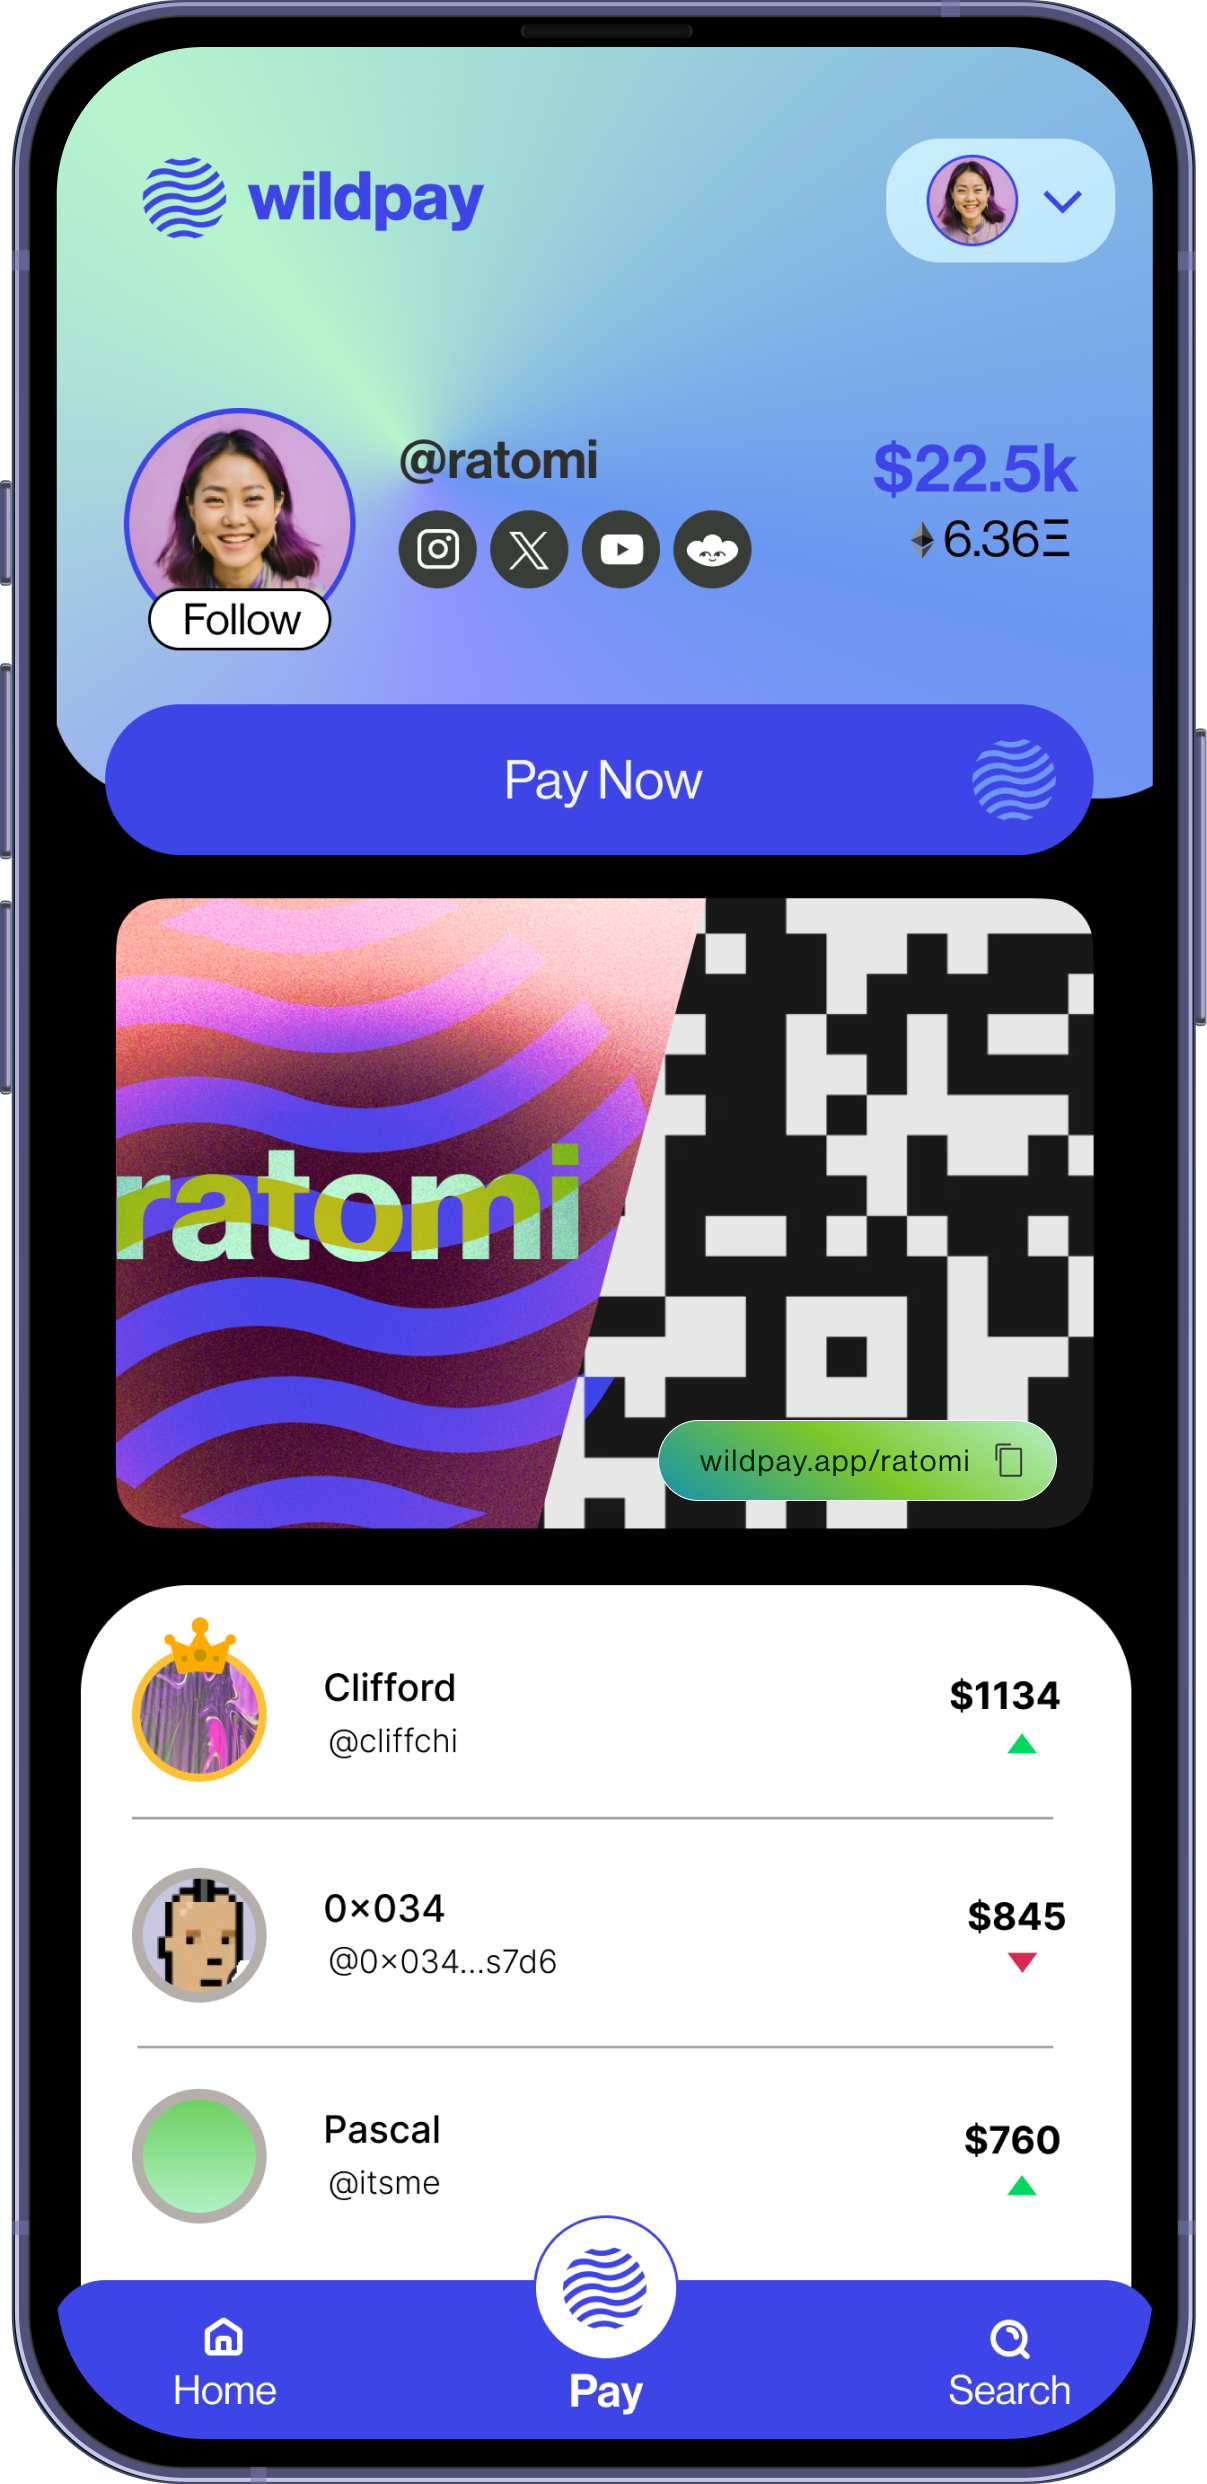 wildpay
@ratomi
$22.5k
6.36Ξ
Follow
Pay Now
ratomi
wildpay.app/ratomi
Clifford
$1134
@cliffchi
0×034
$845
@0×034...s7d6
Pascal
$760
@itsme
Home
Pay
Search